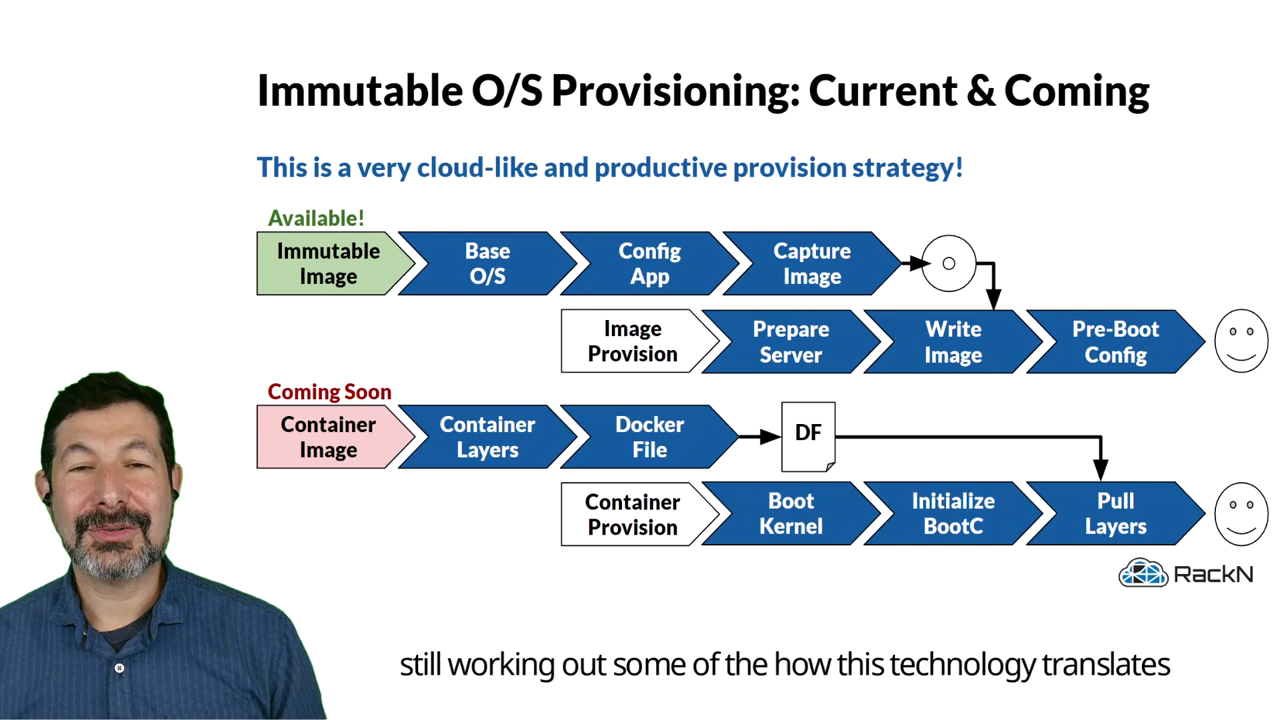 Immutable O/S Provisioning: Current & Coming
This is a very cloud-like and productive provision strategy!
Available!
Immutable
Image
Base
O/S
Config
App
Capture
Image
Image
Provision
Prepare
Server
Write
Image
Pre-Boot
Config
Coming Soon
Container
Image
Container
Layers
Docker
File
DF
Container
Provision
Boot
Kernel
Initialize
BootC
Pull
Layers
RackN
still working out some of the how this technology translates